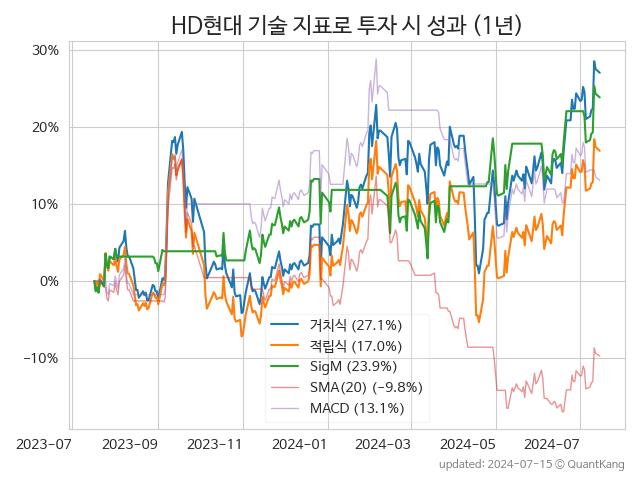 HD현대 기술 지표로 투자 시 성과 (1년)
30%
20%
10%
0%
−10%
거치식 (27.1%)
적립식 (17.0%)
SigM (23.9%)
SMA(20) (−9.8%)
MACD (13.1%)
2023-07 2023-09 2023-11 2024-01 2024-03 2024-05 2024-07
updated: 2024-07-15 © QuantKang